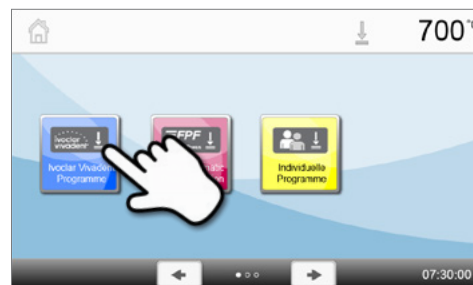 700°
ivoclar
vivadent
Ivoclar Vivadent
Programme
EPF
Individuelle
Programme
07:30:00